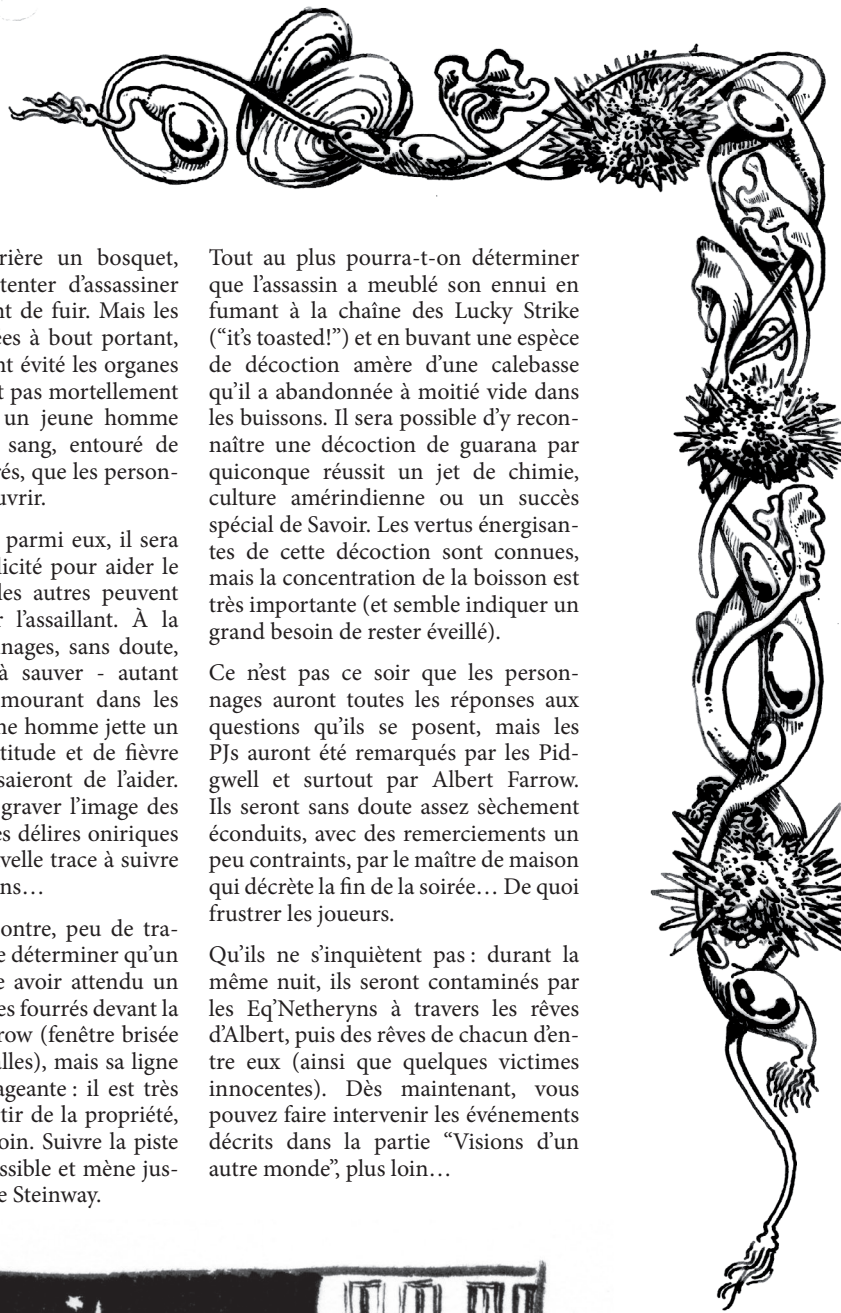 rière un bosquet,
tenter d'assassiner
nt de fuir. Mais les
ées à bout portant,
nt évité les organes
t pas mortellement
un jeune homme
sang, entouré de
rés, que les person-
uvrir.
parmi eux, il sera
licité pour aider le
les autres peuvent
r l'assaillant. À la
nages, sans doute,
à sauver - autant
mourant dans les
ne homme jette un
titude et de fièvre
saieront de l'aider.
graver l'image des
es délires oniriques
velle trace à suivre
ns…
ontre, peu de tra-
e déterminer qu'un
e avoir attendu un
es fourrés devant la
row (fenêtre brisée
alles), mais sa ligne
ageante : il est très
tir de la propriété,
oin. Suivre la piste
ssible et mène jus-
e Steinway.
Tout au plus pourra-t-on déterminer
que l'assassin a meublé son ennui en
fumant à la chaîne des Lucky Strike
(“it's toasted!”) et en buvant une espèce
de décoction amère d'une calebasse
qu'il a abandonnée à moitié vide dans
les buissons. Il sera possible d'y recon-
naître une décoction de guarana par
quiconque réussit un jet de chimie,
culture amérindienne ou un succès
spécial de Savoir. Les vertus énergisan-
tes de cette décoction sont connues,
mais la concentration de la boisson est
très importante (et semble indiquer un
grand besoin de rester éveillé).
Ce n'est pas ce soir que les person-
nages auront toutes les réponses aux
questions qu'ils se posent, mais les
PJs auront été remarqués par les Pid-
gwell et surtout par Albert Farrow.
Ils seront sans doute assez sèchement
éconduits, avec des remerciements un
peu contraints, par le maître de maison
qui décrète la fin de la soirée… De quoi
frustrer les joueurs.
Qu'ils ne s'inquiètent pas : durant la
même nuit, ils seront contaminés par
les Eq'Netheryns à travers les rêves
d'Albert, puis des rêves de chacun d'en-
tre eux (ainsi que quelques victimes
innocentes). Dès maintenant, vous
pouvez faire intervenir les événements
décrits dans la partie “Visions d'un
autre monde”, plus loin…